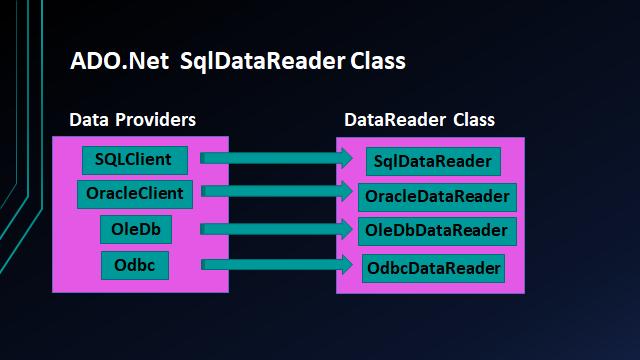 ADO.Net SqlDataReader Class
Data Providers
DataReader Class
SQLClient
SqlDataReader
OracleClient
OracleDataReader
OleDb
OleDbDataReader
Odbc
OdbcDataReader